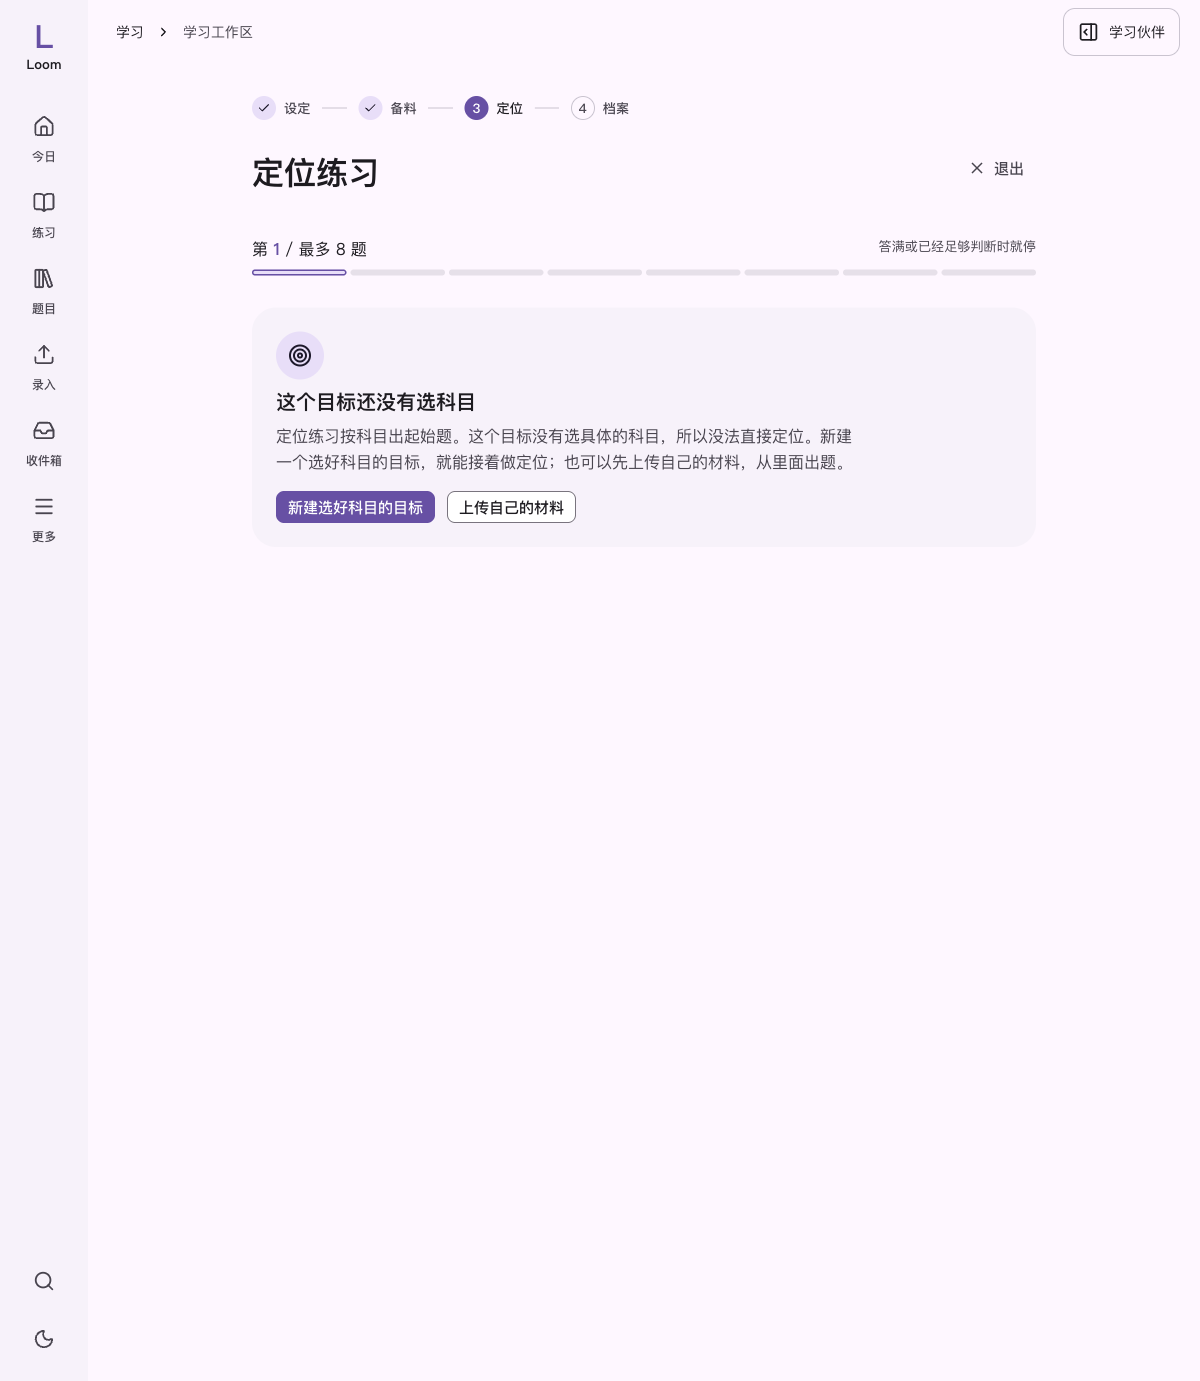 L
Loom
今日
练习
题目
录入
收件箱
更多
学习 学习工作区
学习伙伴
设定 备料 3 定位 4 档案
定位练习
退出
第 1 / 最多 8 题
答满或已经足够判断时就停
这个目标还没有选科目
定位练习按科目出起始题。这个目标没有选具体的科目，所以没法直接定位。新建
一个选好科目的目标，就能接着做定位；也可以先上传自己的材料，从里面出题。
新建选好科目的目标 上传自己的材料